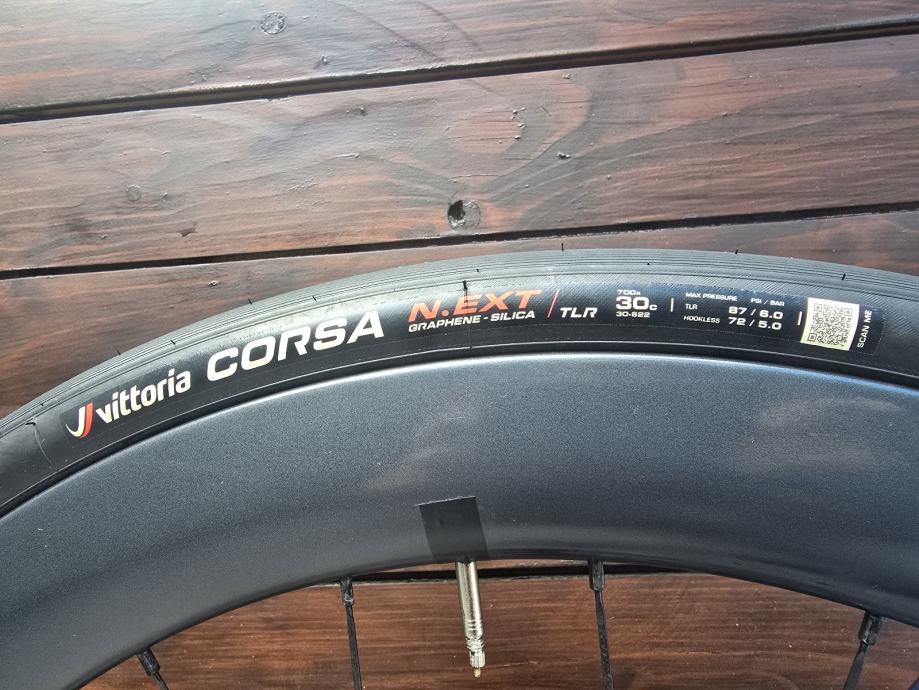 vittoria
CORSA
N.EXT
GRAPHENE - SILICA
TLR
700x
30c
30-622
MAX PRESSURE PSI / BAR
TLR 87 / 6.0
HOOKLESS 72 / 5.0
SCAN ME